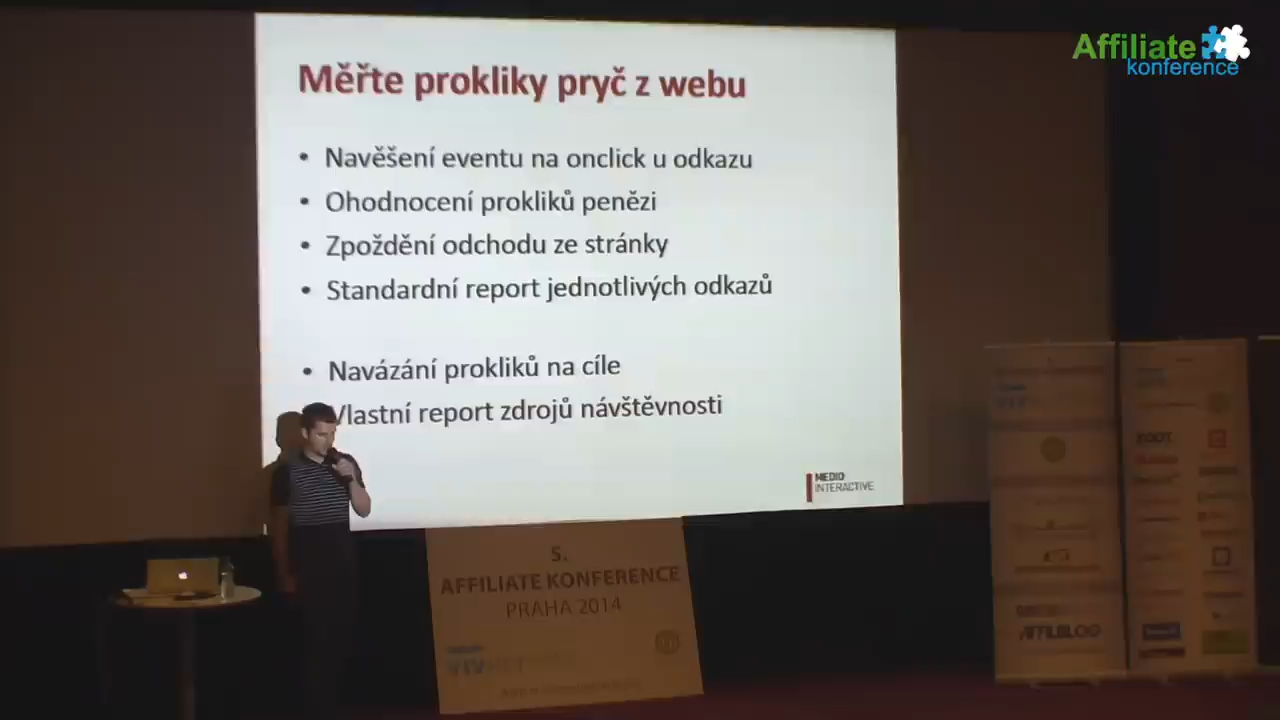 Affiliate
konference
Měřte prokliky pryč z webu
• Navěšení eventu na onclick u odkazu
• Ohodnocení prokliků penězi
• Zpoždění odchodu ze stránky
• Standardní report jednotlivých odkazů
• Navázání prokliků na cíle
Vlastní report zdrojů návštěvnosti
MEDIO
INTERACTIVE
5.
AFFILIATE KONFERENCE
PRAHA 2014
AFFILBLOG